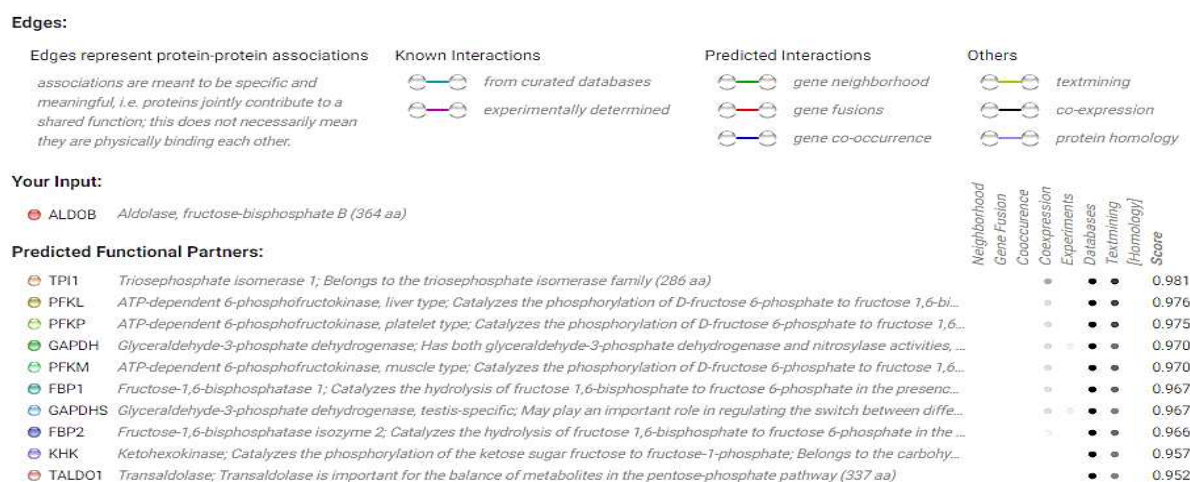 Edges:
Edges represent protein-protein associations
associations are meant to be specific and
meaningful, i.e. proteins jointly contribute to a
shared function; this does not necessarily mean
they are physically binding each other.
Known Interactions
from curated databases
experimentally determined
Predicted Interactions
gene neighborhood
gene fusions
gene co-occurrence
Others
textmining
co-expression
protein homology
Your Input:
ALDOB Aldolase, fructose-bisphosphate B (364 aa)
Neighborhood
Gene Fusion
Cooccurence
Coexpression
Experiments
Databases
Textmining
[Homology]
Score
Predicted Functional Partners:
TPI1 Triosephosphate isomerase 1; Belongs to the triosephosphate isomerase family (286 aa) 0.981
PFKL ATP-dependent 6-phosphofructokinase, liver type; Catalyzes the phosphorylation of D-fructose 6-phosphate to fructose 1,6-bi... 0.976
PFKP ATP-dependent 6-phosphofructokinase, platelet type; Catalyzes the phosphorylation of D-fructose 6-phosphate to fructose 1,6... 0.975
GAPDH Glyceraldehyde-3-phosphate dehydrogenase; Has both glyceraldehyde-3-phosphate dehydrogenase and nitrosylase activities, ... 0.970
PFKM ATP-dependent 6-phosphofructokinase, muscle type; Catalyzes the phosphorylation of D-fructose 6-phosphate to fructose 1,6... 0.970
FBP1 Fructose-1,6-bisphosphatase 1; Catalyzes the hydrolysis of fructose 1,6-bisphosphate to fructose 6-phosphate in the presenc... 0.967
GAPDHS Glyceraldehyde-3-phosphate dehydrogenase, testis-specific; May play an important role in regulating the switch between diffe... 0.967
FBP2 Fructose-1,6-bisphosphatase isozyme 2; Catalyzes the hydrolysis of fructose 1,6-bisphosphate to fructose 6-phosphate in the ... 0.966
KHK Ketohexokinase; Catalyzes the phosphorylation of the ketose sugar fructose to fructose-1-phosphate; Belongs to the carbohy... 0.957
TALDO1 Transaldolase; Transaldolase is important for the balance of metabolites in the pentose-phosphate pathway (337 aa) 0.952